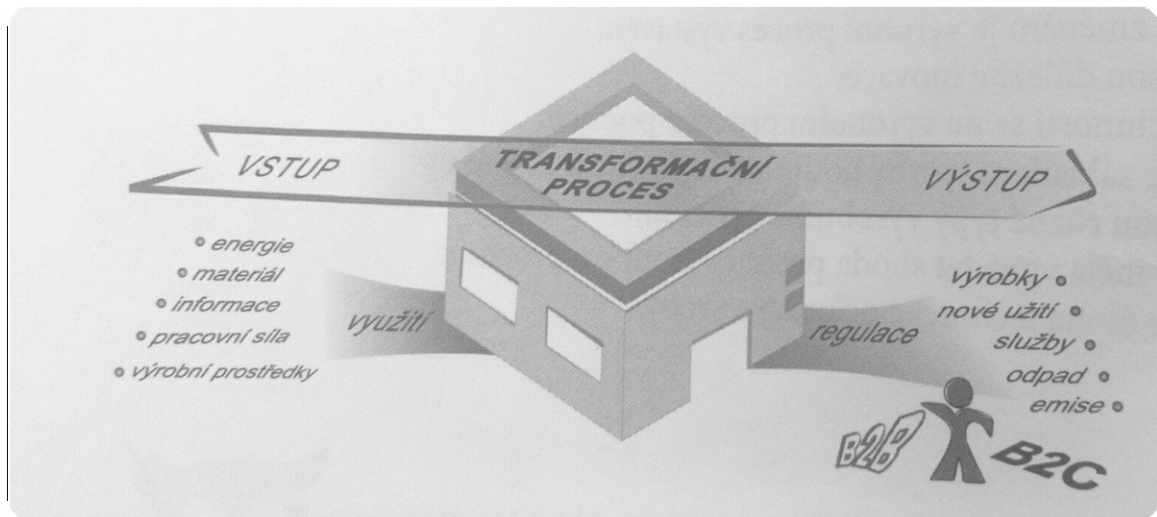 VSTUP
TRANSFORMAČNÍ
PROCES
VÝSTUP
energie
materiál
informace
pracovní síla
výrobní prostředky
využití
regulace
výrobky
nové užití
služby
odpad
emise
B2B
B2C